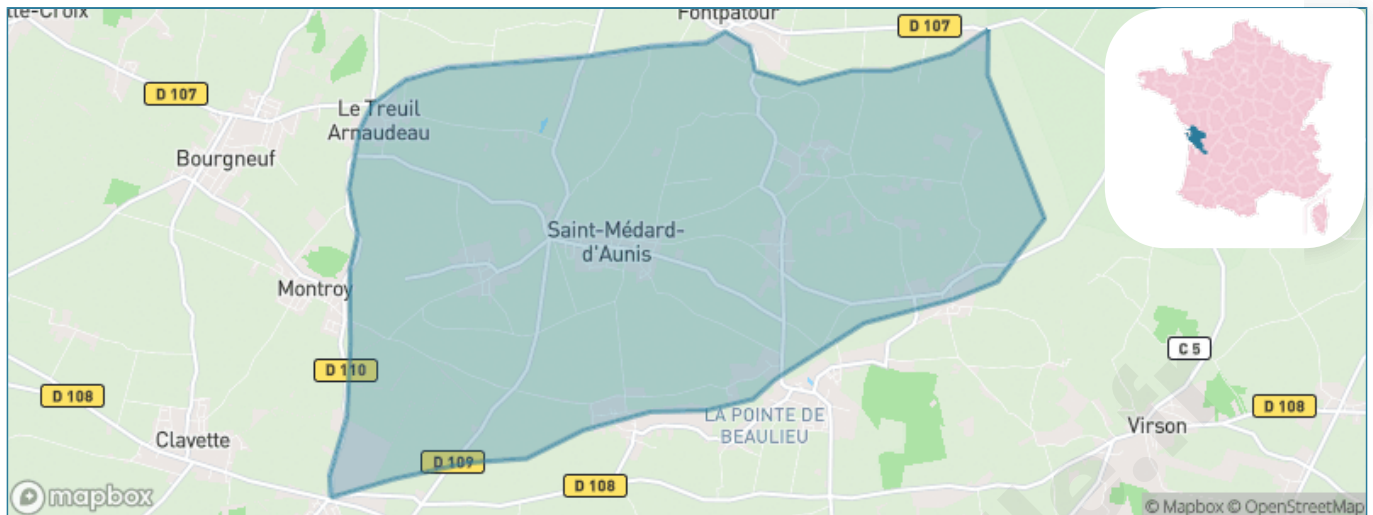 Fontpatour
D 107
D 107
Le Treuil
Arnaudeau
Bourgneuf
Saint-Médard-
d'Aunis
Montroy
C 5
D 110
D 108
D 108
LA POINTE DE
BEAULIEU
Virson
Clavette
D 109
D 108
mapbox
© Mapbox © OpenStreetMap